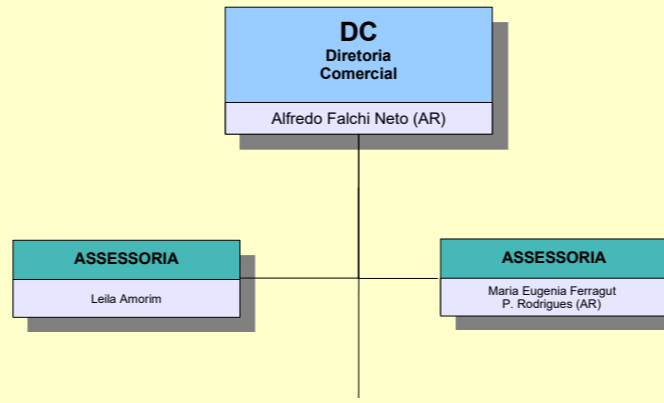 DC
Diretoria
Comercial
Alfredo Falchi Neto (AR)
ASSESSORIA
Leila Amorim
ASSESSORIA
Maria Eugenia Ferragut
P. Rodrigues (AR)